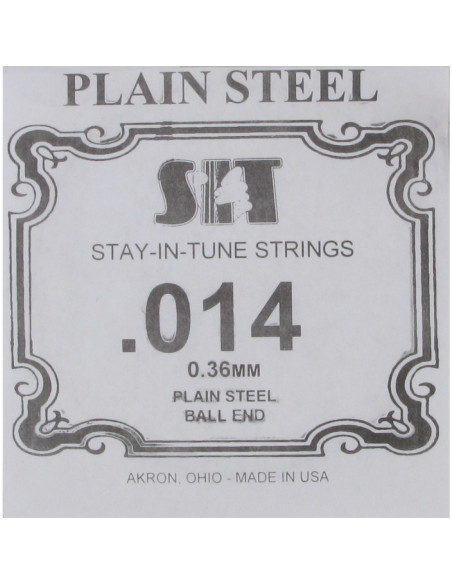 PLAIN STEEL
SIT
STAY-IN-TUNE STRINGS
.014
0.36MM
PLAIN STEEL
BALL END
AKRON, OHIO - MADE IN USA